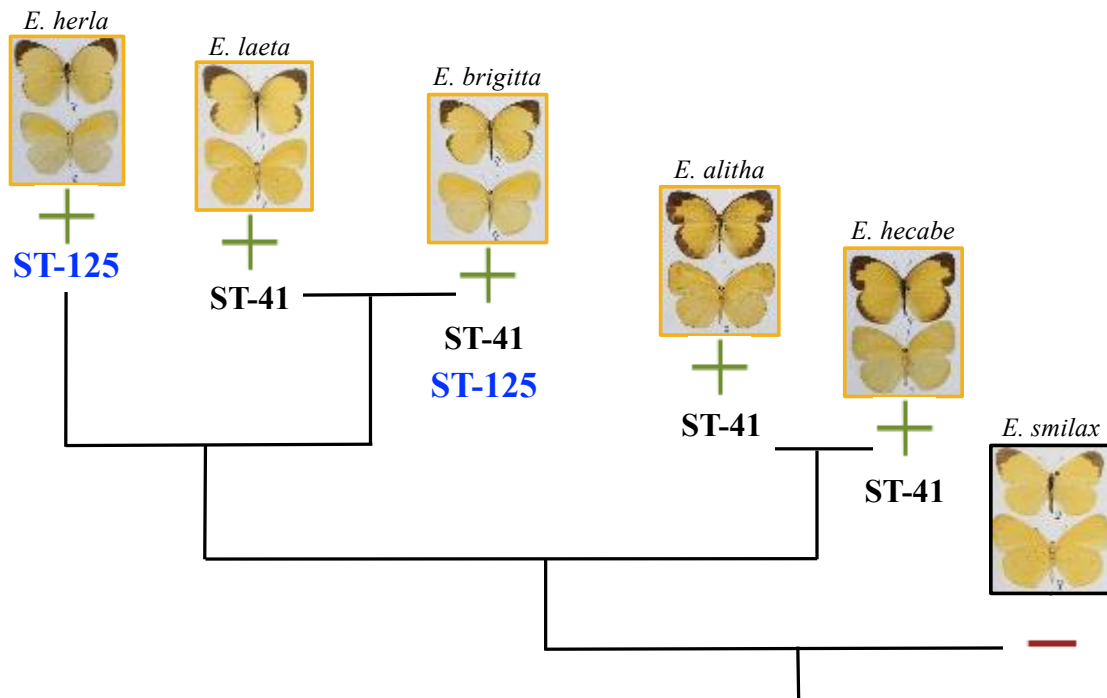 E. herla
E. laeta
E. brigitta
E. alitha
E. hecabe
E. smilax
ST-125
ST-41
ST-41
ST-125
ST-41
ST-41